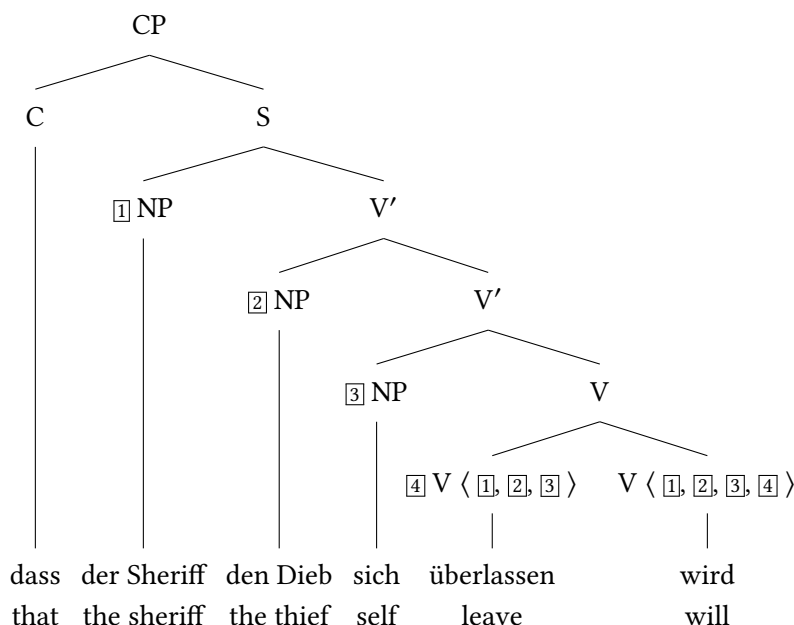 CP
C S
1 NP V′
2 NP V′
3 NP V
4 V ⟨ 1, 2, 3 ⟩ V ⟨ 1, 2, 3, 4 ⟩
dass der Sheriff den Dieb sich überlassen wird
that the sheriff the thief self leave will